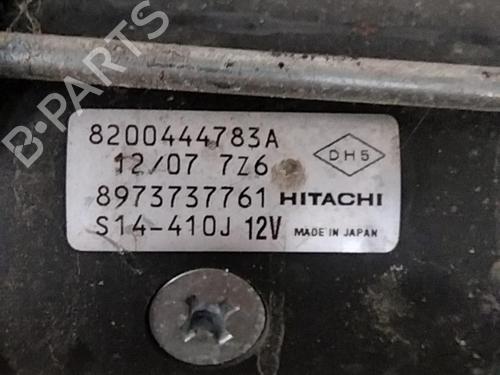 B-PARTS
8200444783A
12/07 7Z6
DH5
8973737761 HITACHI
S14-410J 12V MADE IN JAPAN